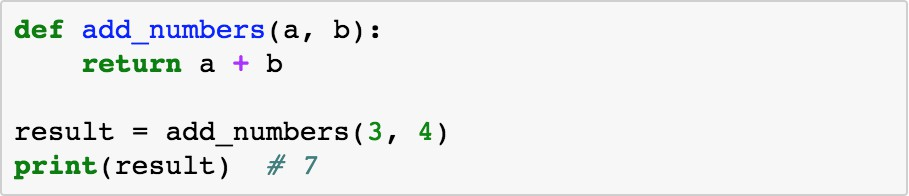 def add_numbers(a, b):
    return a + b

result = add_numbers(3, 4)
print(result)  # 7